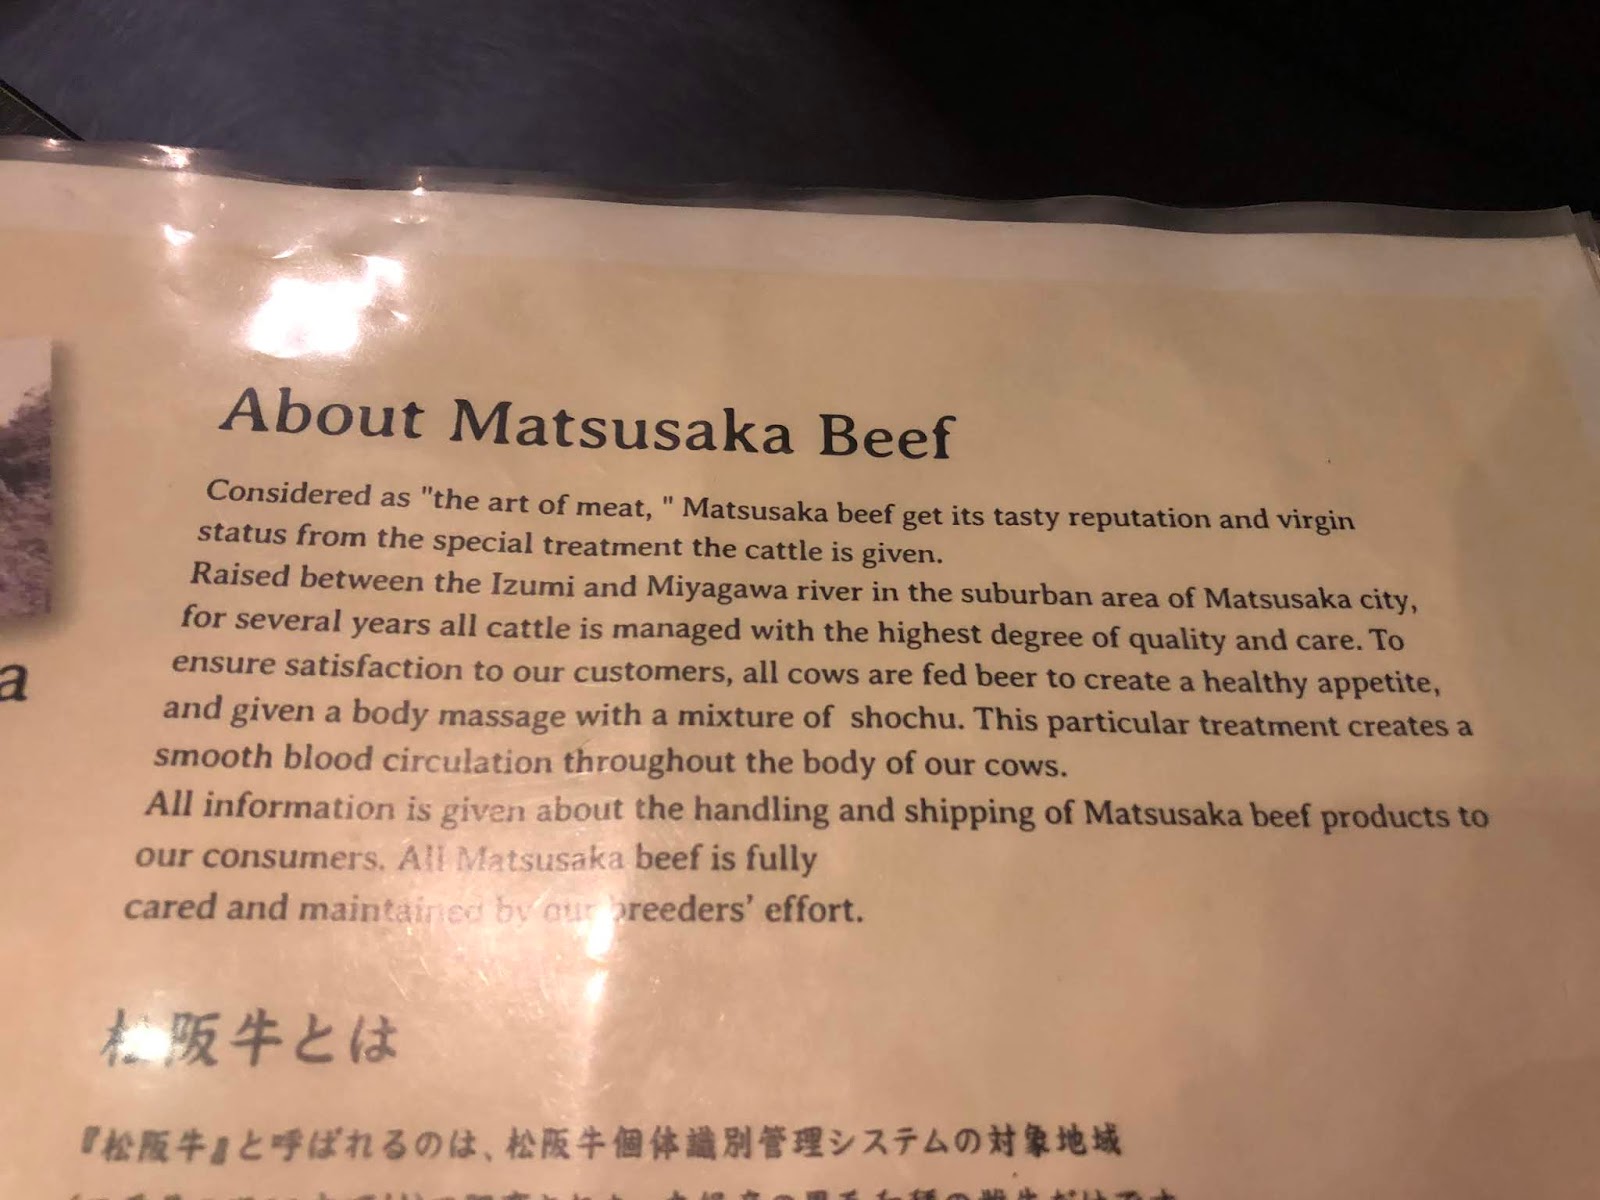 About Matsusaka Beef
Considered as "the art of meat, " Matsusaka beef get its tasty reputation and virgin
status from the special treatment the cattle is given.
Raised between the Izumi and Miyagawa river in the suburban area of Matsusaka city,
for several years all cattle is managed with the highest degree of quality and care. To
ensure satisfaction to our customers, all cows are fed beer to create a healthy appetite,
and given a body massage with a mixture of shochu. This particular treatment creates a
smooth blood circulation throughout the body of our cows.
All information is given about the handling and shipping of Matsusaka beef products to
our consumers. All Matsusaka beef is fully
cared and maintained by our breeders' effort.
a
松阪牛とは
『松阪牛』と呼ばれるのは、松阪牛個体識別管理システムの対象地域